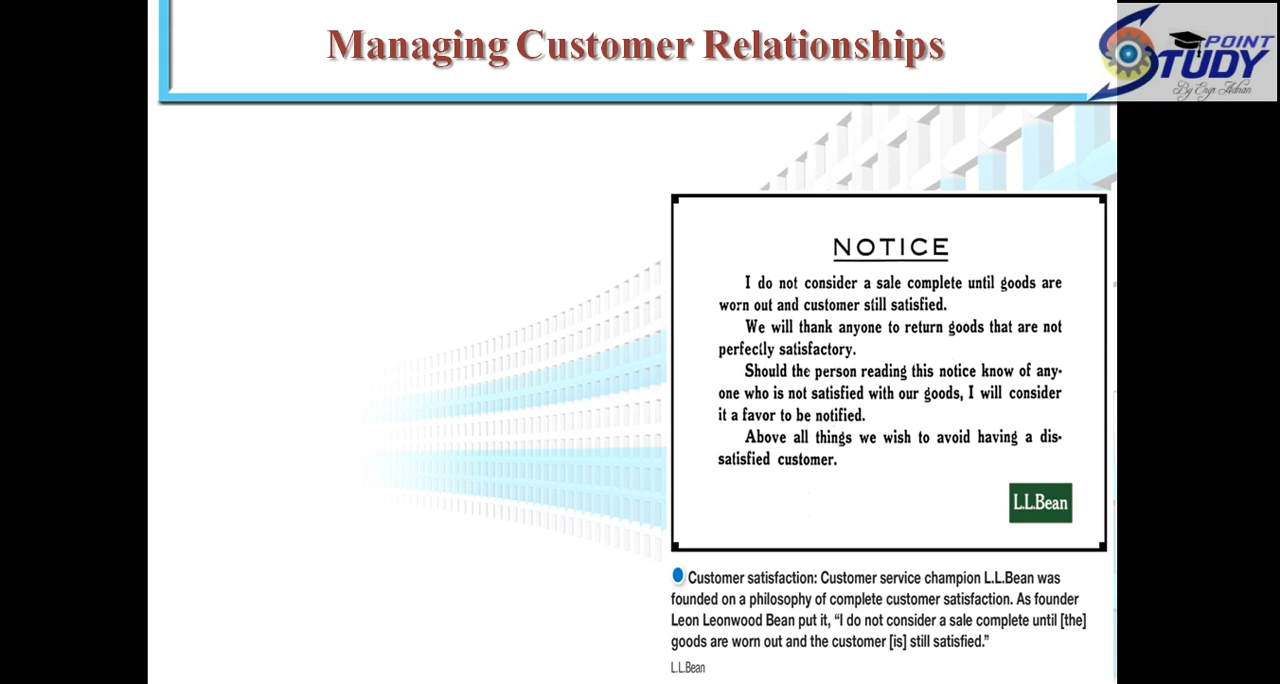 Managing Customer Relationships
POINT
STUDY
By Engr Adnan
NOTICE
I do not consider a sale complete until goods are
worn out and customer still satisfied.
We will thank anyone to return goods that are not
perfectly satisfactory.
Should the person reading this notice know of any-
one who is not satisfied with our goods, I will consider
it a favor to be notified.
Above all things we wish to avoid having a dis-
satisfied customer.
L.L.Bean
Customer satisfaction: Customer service champion L.L.Bean was
founded on a philosophy of complete customer satisfaction. As founder
Leon Leonwood Bean put it, “I do not consider a sale complete until [the]
goods are worn out and the customer [is] still satisfied.”
L.L.Bean